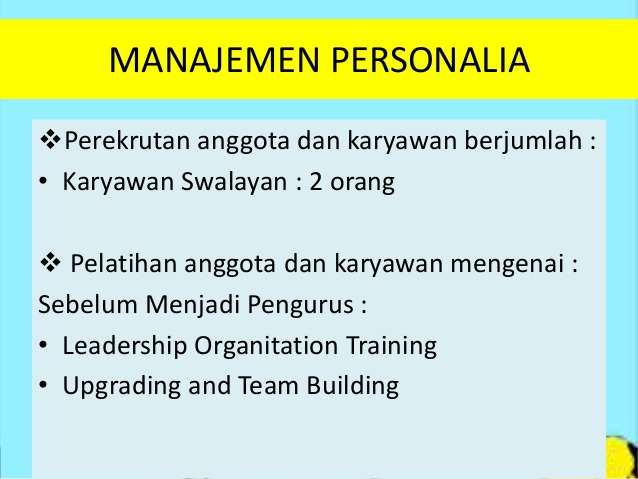 MANAJEMEN PERSONALIA
❖Perekrutan anggota dan karyawan berjumlah :
• Karyawan Swalayan : 2 orang
❖ Pelatihan anggota dan karyawan mengenai :
Sebelum Menjadi Pengurus :
• Leadership Organitation Training
• Upgrading and Team Building